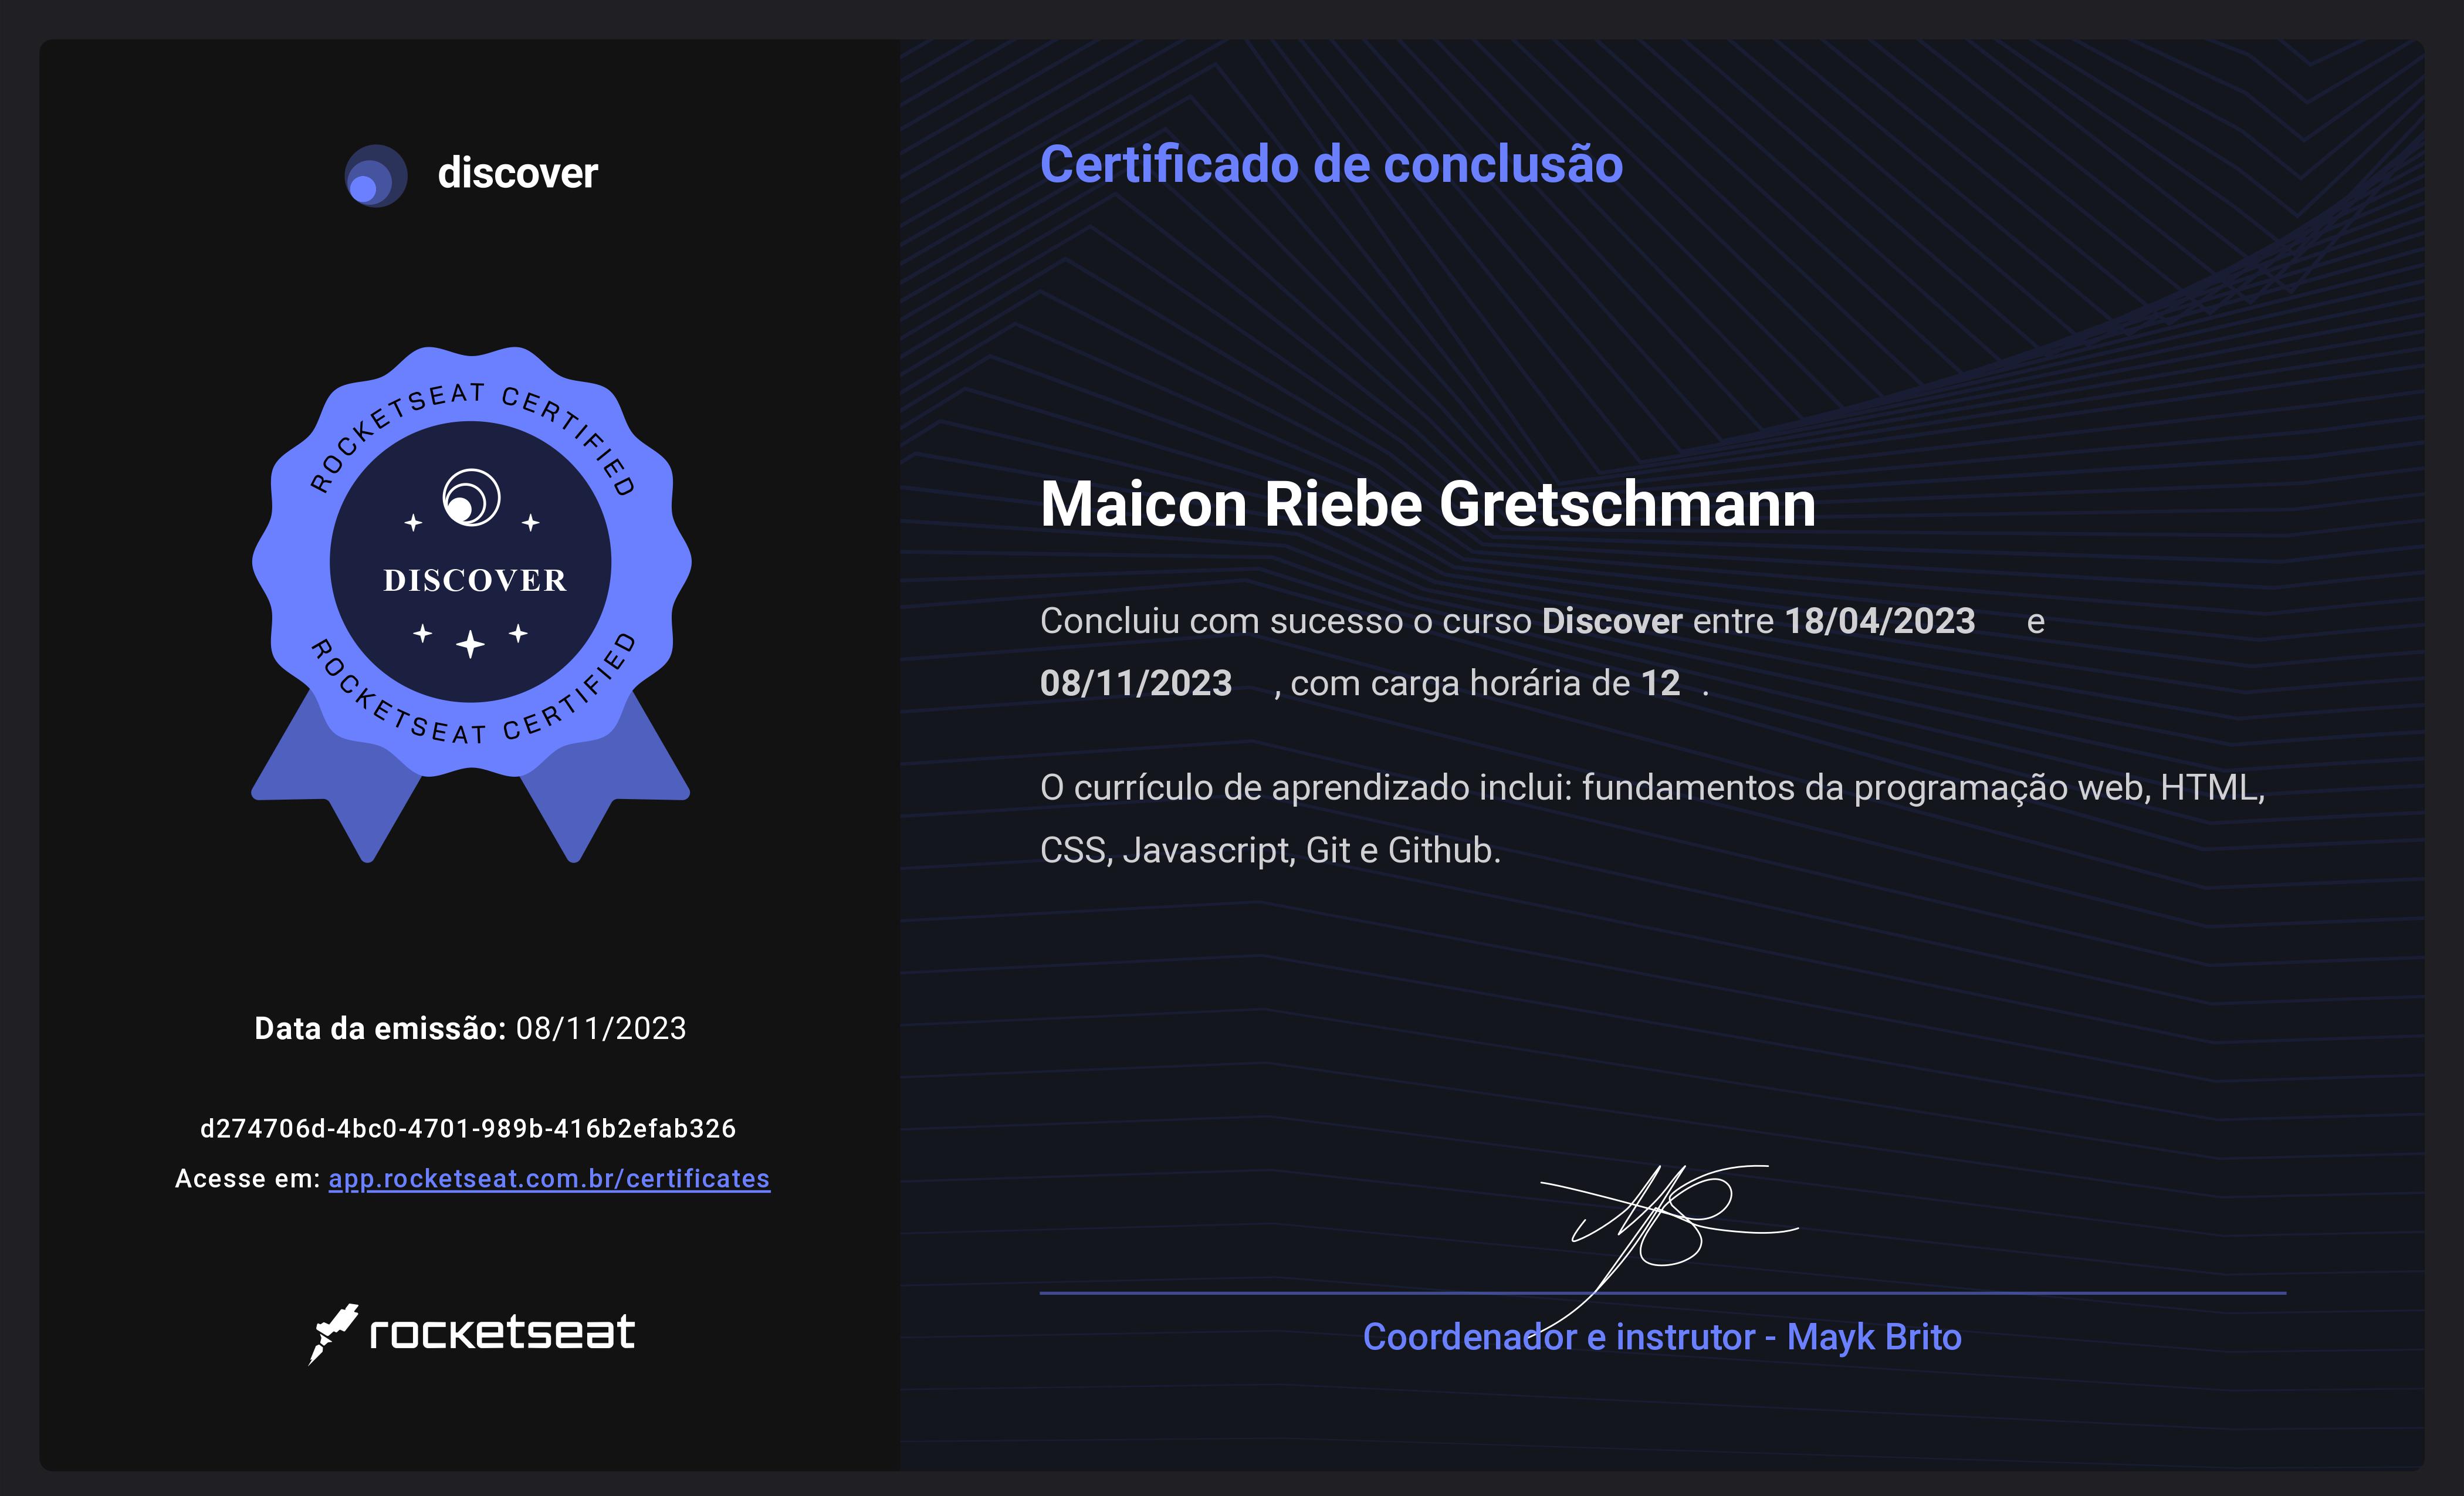 discover
ROCKETSEAT CERTIFIED
DISCOVER
ROCKETSEAT CERTIFIED
Data da emissão: 08/11/2023
d274706d-4bc0-4701-989b-416b2efab326
Acesse em: app.rocketseat.com.br/certificates
rocketseat
Certificado de conclusão
Maicon Riebe Gretschmann
Concluiu com sucesso o curso Discover entre 18/04/2023 e
08/11/2023 , com carga horária de 12 .
O currículo de aprendizado inclui: fundamentos da programação web, HTML,
CSS, Javascript, Git e Github.
Coordenador e instrutor - Mayk Brito